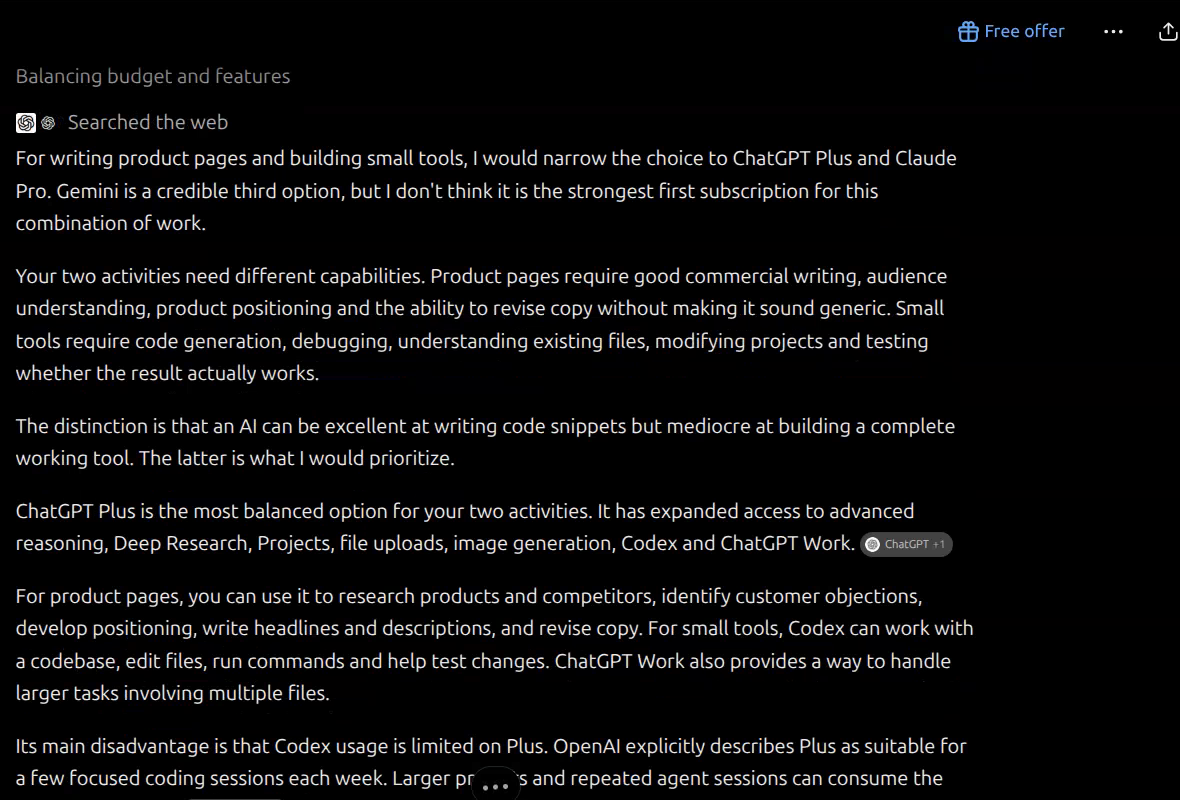 Free offer
Balancing budget and features
Searched the web
For writing product pages and building small tools, I would narrow the choice to ChatGPT Plus and Claude
Pro. Gemini is a credible third option, but I don't think it is the strongest first subscription for this
combination of work.
Your two activities need different capabilities. Product pages require good commercial writing, audience
understanding, product positioning and the ability to revise copy without making it sound generic. Small
tools require code generation, debugging, understanding existing files, modifying projects and testing
whether the result actually works.
The distinction is that an AI can be excellent at writing code snippets but mediocre at building a complete
working tool. The latter is what I would prioritize.
ChatGPT Plus is the most balanced option for your two activities. It has expanded access to advanced
reasoning, Deep Research, Projects, file uploads, image generation, Codex and ChatGPT Work. ChatGPT +1
For product pages, you can use it to research products and competitors, identify customer objections,
develop positioning, write headlines and descriptions, and revise copy. For small tools, Codex can work with
a codebase, edit files, run commands and help test changes. ChatGPT Work also provides a way to handle
larger tasks involving multiple files.
Its main disadvantage is that Codex usage is limited on Plus. OpenAI explicitly describes Plus as suitable for
a few focused coding sessions each week. Larger and repeated agent sessions can consume the